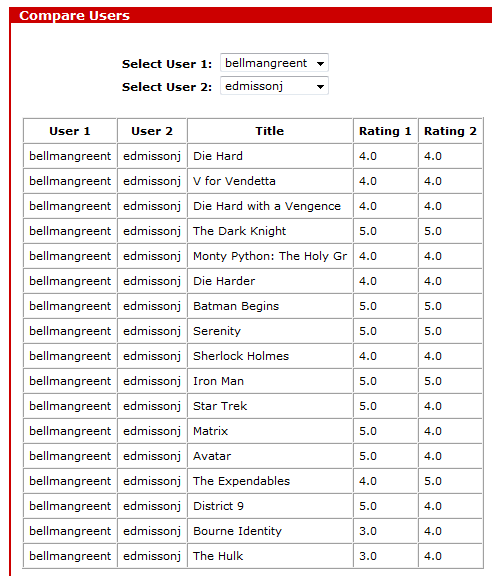 Compare Users
Select User 1: bellmangreent
Select User 2: edmissonj
User 1 User 2 Title Rating 1 Rating 2
bellmangreent edmissonj Die Hard 4.0 4.0
bellmangreent edmissonj V for Vendetta 4.0 4.0
bellmangreent edmissonj Die Hard with a Vengence 4.0 4.0
bellmangreent edmissonj The Dark Knight 5.0 5.0
bellmangreent edmissonj Monty Python: The Holy Gr 4.0 4.0
bellmangreent edmissonj Die Harder 4.0 4.0
bellmangreent edmissonj Batman Begins 5.0 5.0
bellmangreent edmissonj Serenity 5.0 5.0
bellmangreent edmissonj Sherlock Holmes 4.0 4.0
bellmangreent edmissonj Iron Man 5.0 5.0
bellmangreent edmissonj Star Trek 5.0 4.0
bellmangreent edmissonj Matrix 5.0 4.0
bellmangreent edmissonj Avatar 5.0 4.0
bellmangreent edmissonj The Expendables 4.0 5.0
bellmangreent edmissonj District 9 5.0 4.0
bellmangreent edmissonj Bourne Identity 3.0 4.0
bellmangreent edmissonj The Hulk 3.0 4.0